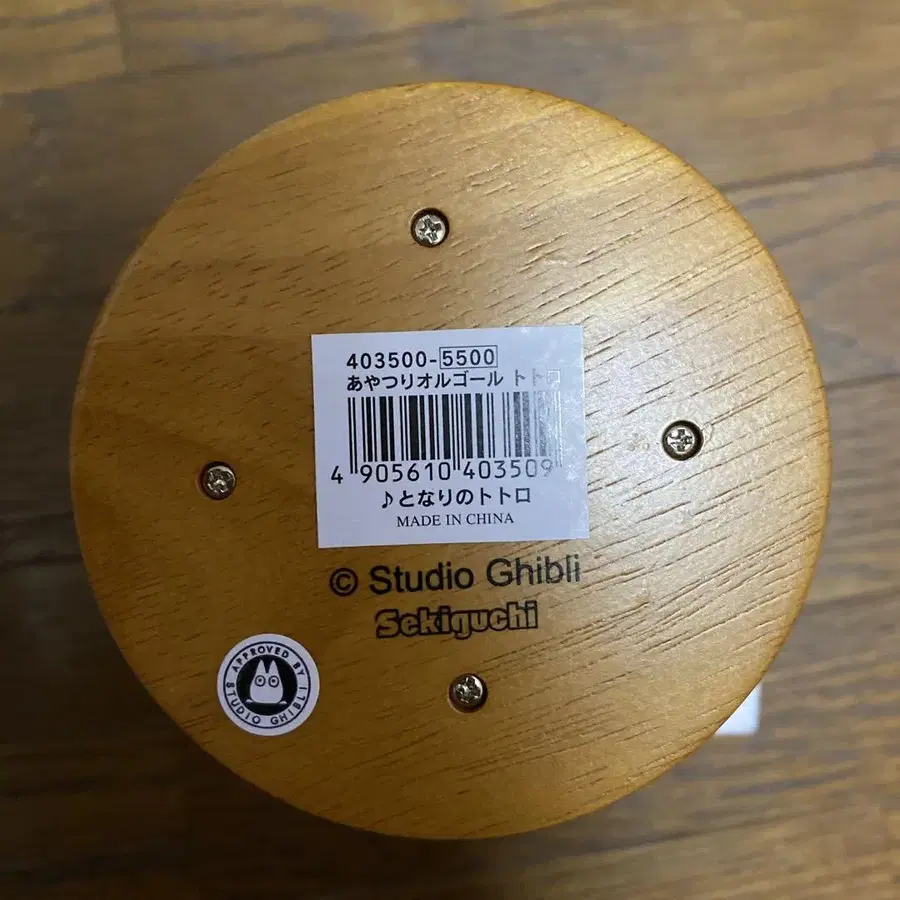 403500-5500
あやつりオルゴール トトロ
4 905610 403509
♪となりのトトロ
MADE IN CHINA
© Studio Ghibli
Sekiguchi
APPROVED BY
STUDIO GHIBLI